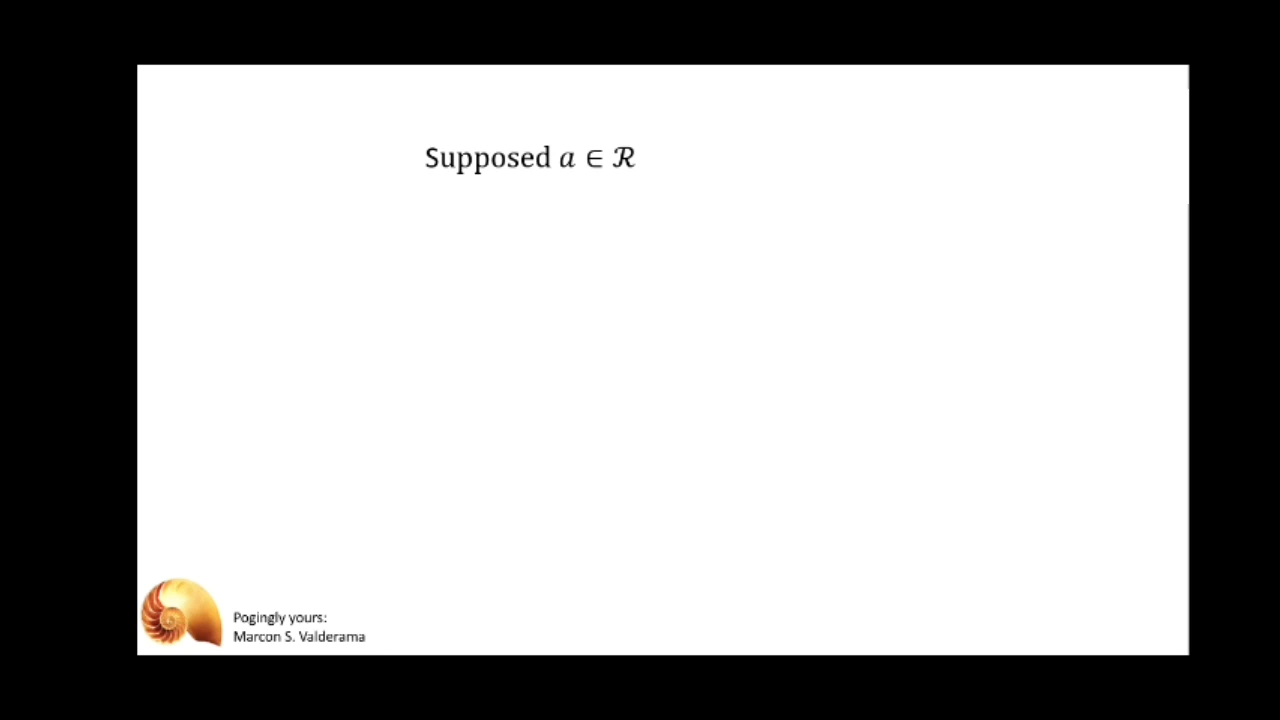 Supposed 𝑎 ∈ ℛ
Pogingly yours:
Marcon S. Valderama